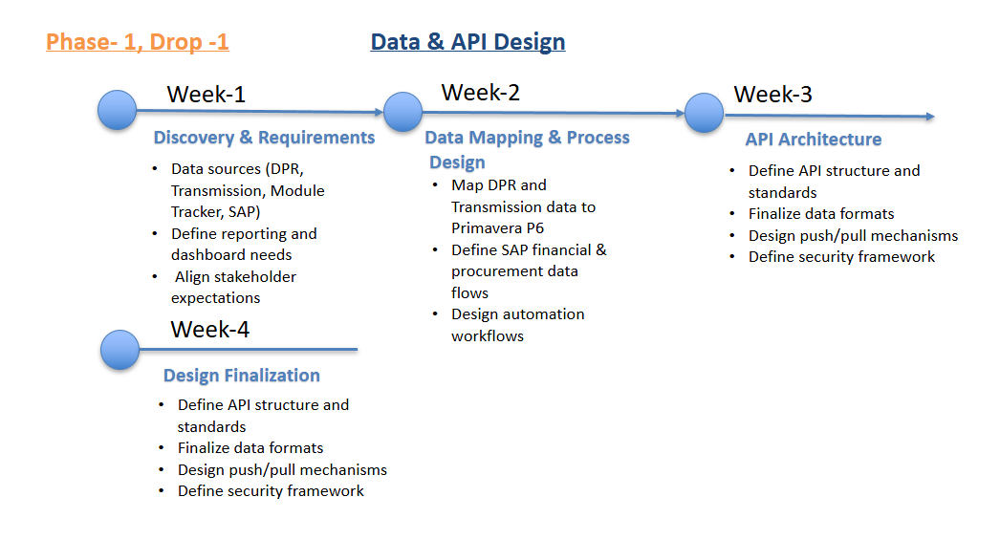 Phase- 1, Drop -1
Data & API Design
Week-1
Discovery & Requirements
• Data sources (DPR,
Transmission, Module
Tracker, SAP)
• Define reporting and
dashboard needs
• Align stakeholder
expectations
Week-2
Data Mapping & Process
Design
• Map DPR and
Transmission data to
Primavera P6
• Define SAP financial &
procurement data
flows
• Design automation
workflows
Week-3
API Architecture
• Define API structure and
standards
• Finalize data formats
• Design push/pull mechanisms
• Define security framework
Week-4
Design Finalization
• Define API structure and
standards
• Finalize data formats
• Design push/pull mechanisms
• Define security framework